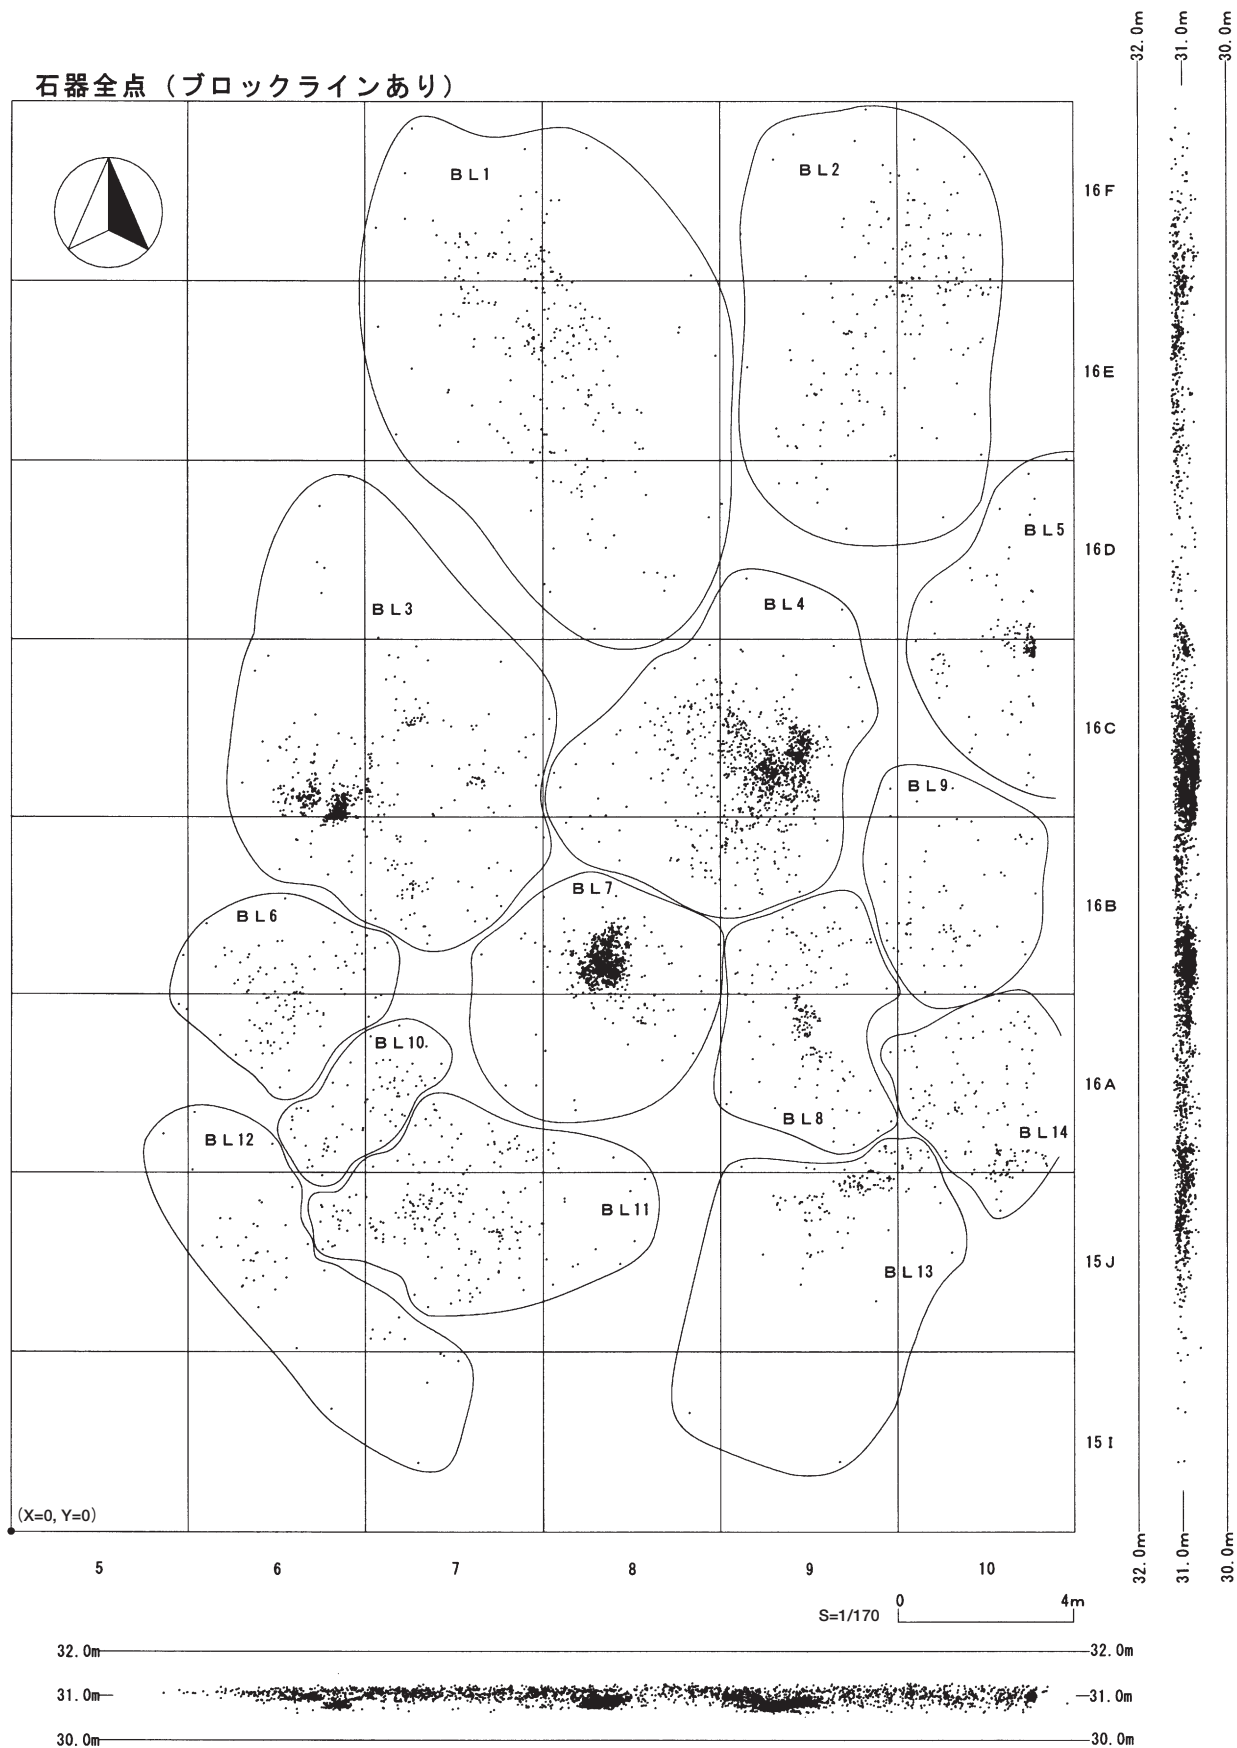 32.0m
31.0m
30.0m
石器全点（ブロックラインあり）
BL1
BL2
16F
16E
BL5
16D
BL3
BL4
16C
BL9
BL7
BL6
16B
BL10
16A
BL8
BL12
BL14
BL11
15J
BL13
15I
(X=0, Y=0)
32.0m
31.0m
30.0m
5 6 7 8 9 10
0 4m
S=1/170
32.0m 32.0m
31.0m 31.0m
30.0m 30.0m